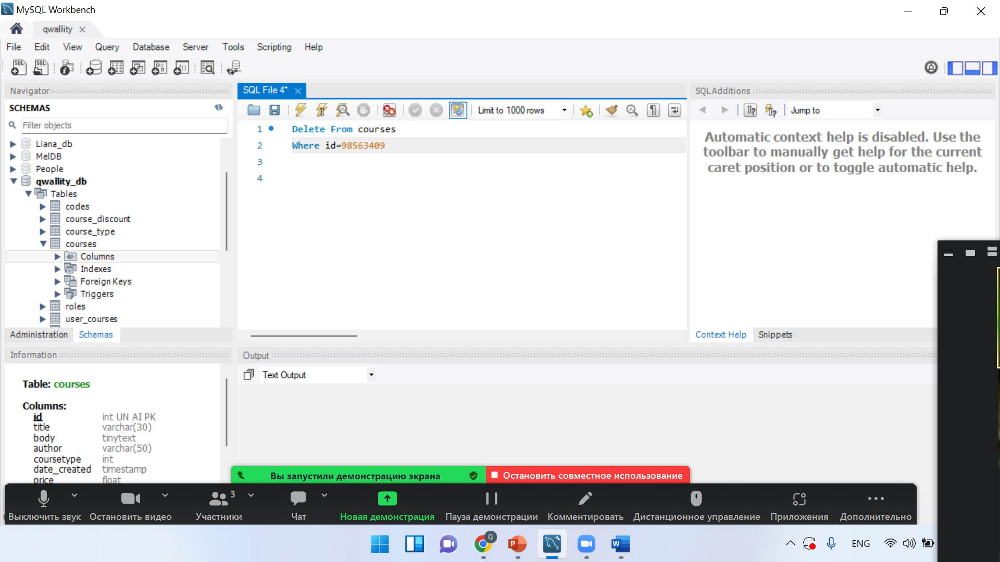 MySQL Workbench
qwallity
File Edit View Query Database Server Tools Scripting Help
Navigator
SCHEMAS
Filter objects
Liana_db
MelDB
People
qwallity_db
Tables
codes
course_discount
course_type
courses
Columns
Indexes
Foreign Keys
Triggers
roles
user_courses
Administration Schemas
Information
Table: courses
Columns:
id int UN AI PK
title varchar(30)
body tinytext
author varchar(50)
coursetype int
date_created timestamp
price float
SQL File 4*
Limit to 1000 rows
1 Delete From courses
2 Where id=98563409
3
4
SQLAdditions
Jump to
Automatic context help is disabled. Use the
toolbar to manually get help for the current
caret position or to toggle automatic help.
Context Help Snippets
Output
Text Output
Вы запустили демонстрацию экрана
Остановить совместное использование
3
Выключить звук Остановить видео Участники Чат Новая демонстрация Пауза демонстрации Комментировать Дистанционное управление Приложения Дополнительно
ENG